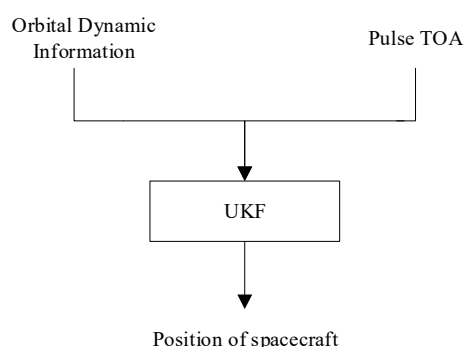 Orbital Dynamic
Information
Pulse TOA
UKF
Position of spacecraft